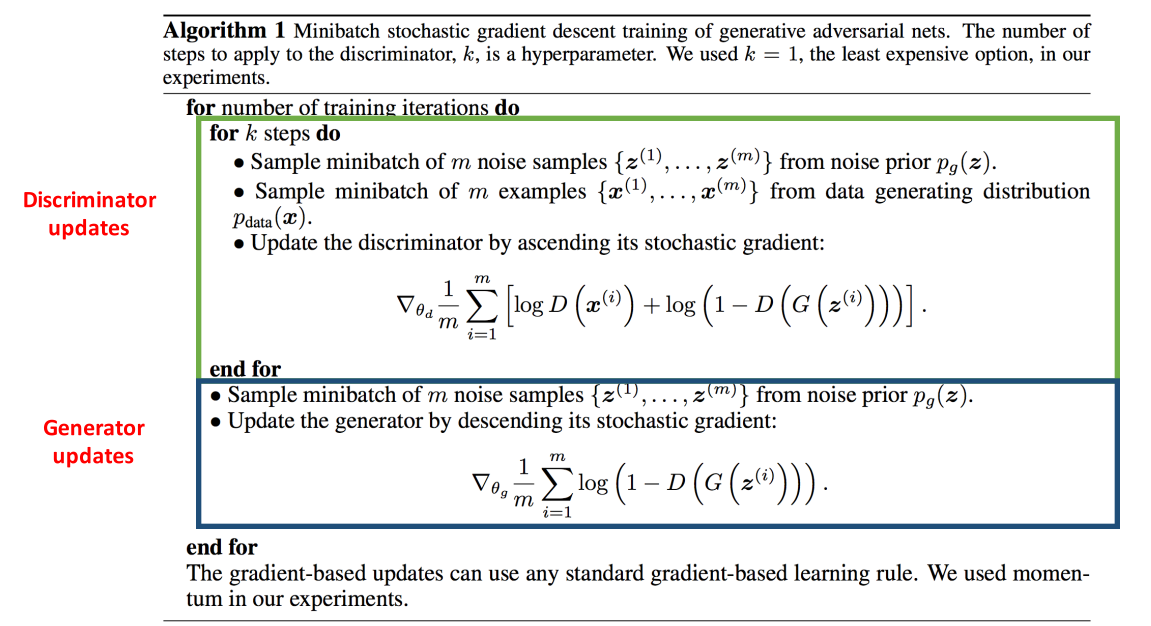 Algorithm 1 Minibatch stochastic gradient descent training of generative adversarial nets. The number of
steps to apply to the discriminator, k, is a hyperparameter. We used k = 1, the least expensive option, in our
experiments.
for number of training iterations do
for k steps do
• Sample minibatch of m noise samples {z^(1), . . . , z^(m)} from noise prior p_g(z).
• Sample minibatch of m examples {x^(1), . . . , x^(m)} from data generating distribution
p_data(x).
• Update the discriminator by ascending its stochastic gradient:
∇_θ_d 1/m ∑_{i=1}^{m} [log D (x^(i)) + log (1 − D (G (z^(i))))] .
end for
Discriminator
updates
• Sample minibatch of m noise samples {z^(1), . . . , z^(m)} from noise prior p_g(z).
• Update the generator by descending its stochastic gradient:
∇_θ_g 1/m ∑_{i=1}^{m} log (1 − D (G (z^(i)))) .
Generator
updates
end for
The gradient-based updates can use any standard gradient-based learning rule. We used momen-
tum in our experiments.